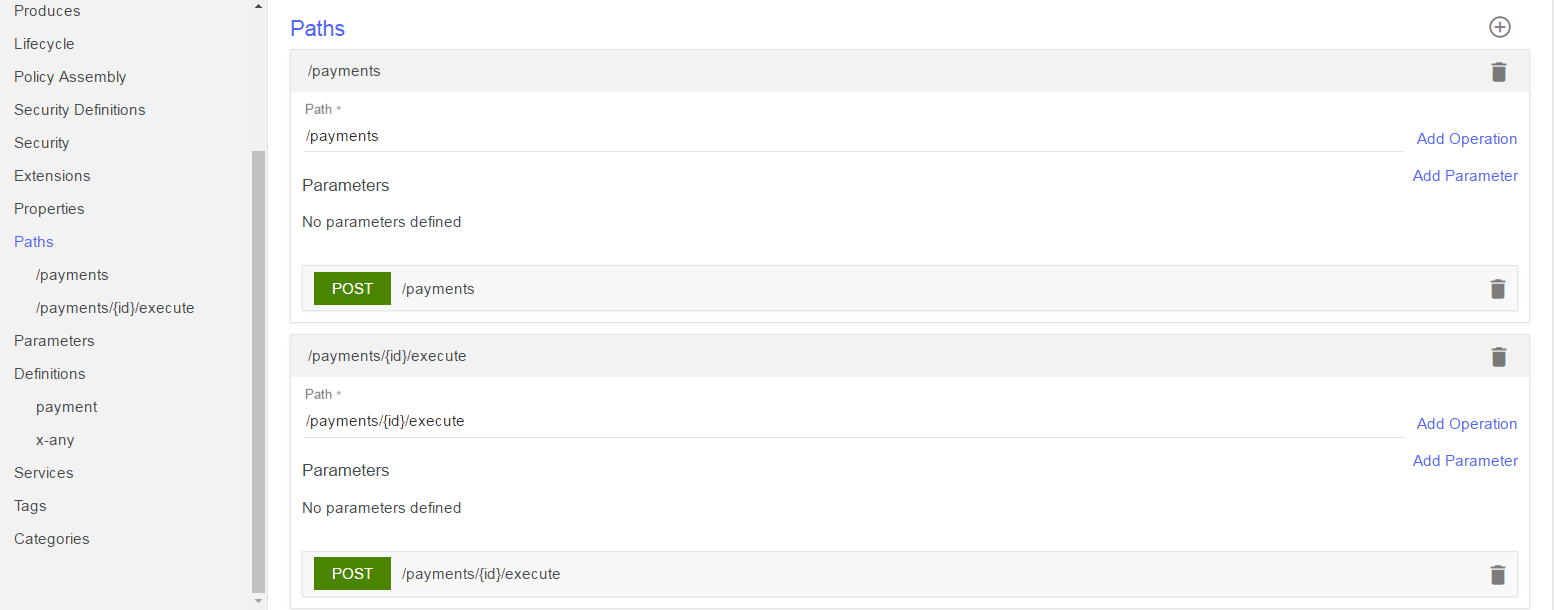 Produces
Lifecycle
Policy Assembly
Security Definitions
Security
Extensions
Properties
Paths
/payments
/payments/{id}/execute
Parameters
Definitions
payment
x-any
Services
Tags
Categories
Paths
/payments
Path *
/payments
Add Operation
Parameters
Add Parameter
No parameters defined
POST /payments
/payments/{id}/execute
Path *
/payments/{id}/execute
Add Operation
Parameters
Add Parameter
No parameters defined
POST /payments/{id}/execute